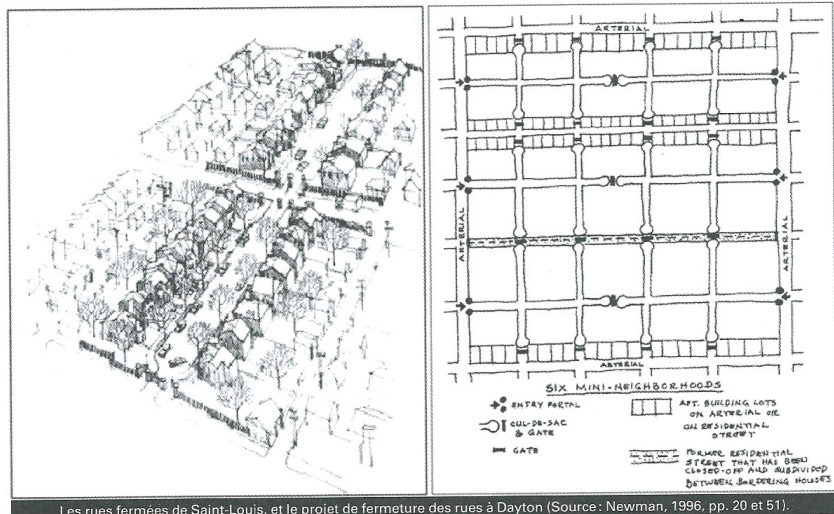 ARTERIAL
ARTERIAL
ARTERIAL
ARTERIAL
SIX MINI-NEIGHBORHOODS
ENTRY PORTAL
CUL-DE-SAC
& GATE
GATE
APT. BUILDING LOTS
ON ARTERIAL OR
ON RESIDENTIAL
STREET
FORMER RESIDENTIAL
STREET THAT HAS BEEN
CLOSED-OFF AND SUBDIVIDED
BETWEEN BORDERING HOUSES
Les rues fermées de Saint-Louis, et le projet de fermeture des rues à Dayton (Source: Newman, 1996, pp. 20 et 51).